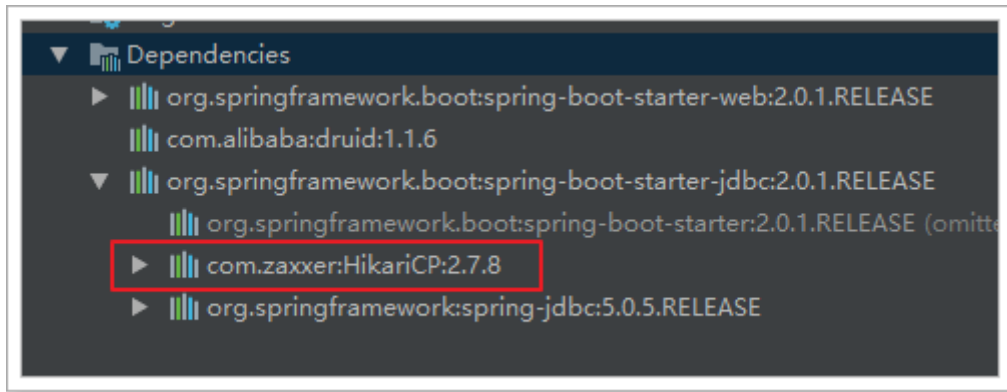 Dependencies
org.springframework.boot:spring-boot-starter-web:2.0.1.RELEASE
com.alibaba:druid:1.1.6
org.springframework.boot:spring-boot-starter-jdbc:2.0.1.RELEASE
org.springframework.boot:spring-boot-starter:2.0.1.RELEASE (omitte
com.zaxxer:HikariCP:2.7.8
org.springframework:spring-jdbc:5.0.5.RELEASE